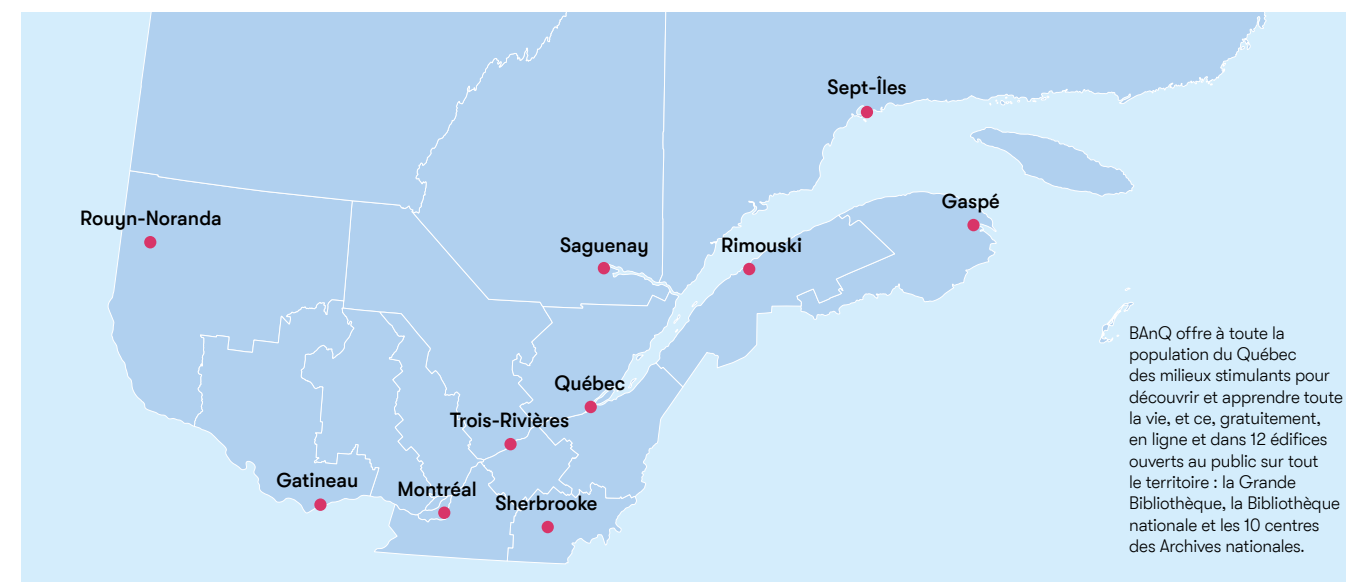 Sept-Îles
Gaspé
Rouyn-Noranda
Saguenay
Rimouski
Québec
Trois-Rivières
Gatineau
Montréal
Sherbrooke
BAnQ offre à toute la
population du Québec
des milieux stimulants pour
découvrir et apprendre toute
la vie, et ce, gratuitement,
en ligne et dans 12 édifices
ouverts au public sur tout
le territoire : la Grande
Bibliothèque, la Bibliothèque
nationale et les 10 centres
des Archives nationales.